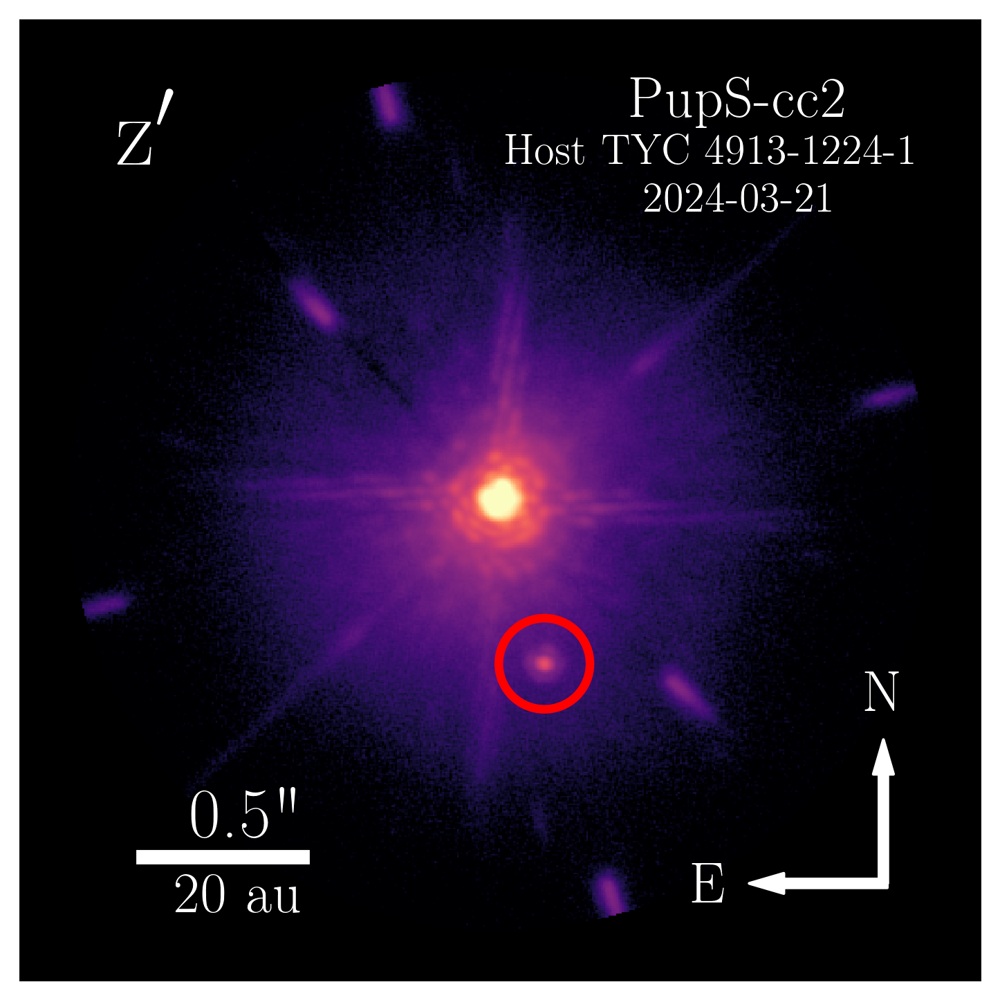 z′
PupS-cc2
Host TYC 4913-1224-1
2024-03-21
N
0.5"
20 au
E